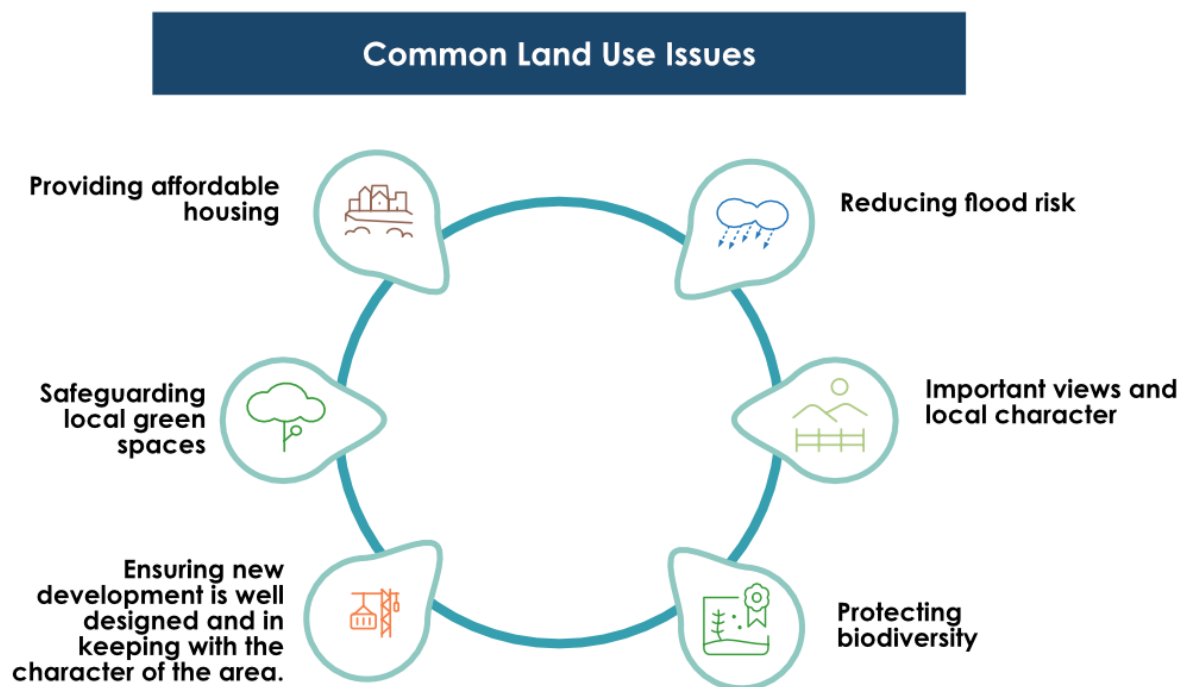 Common Land Use Issues
Providing affordable
housing
Reducing flood risk
Safeguarding
local green
spaces
Important views and
local character
Ensuring new
development is well
designed and in
keeping with the
character of the area.
Protecting
biodiversity